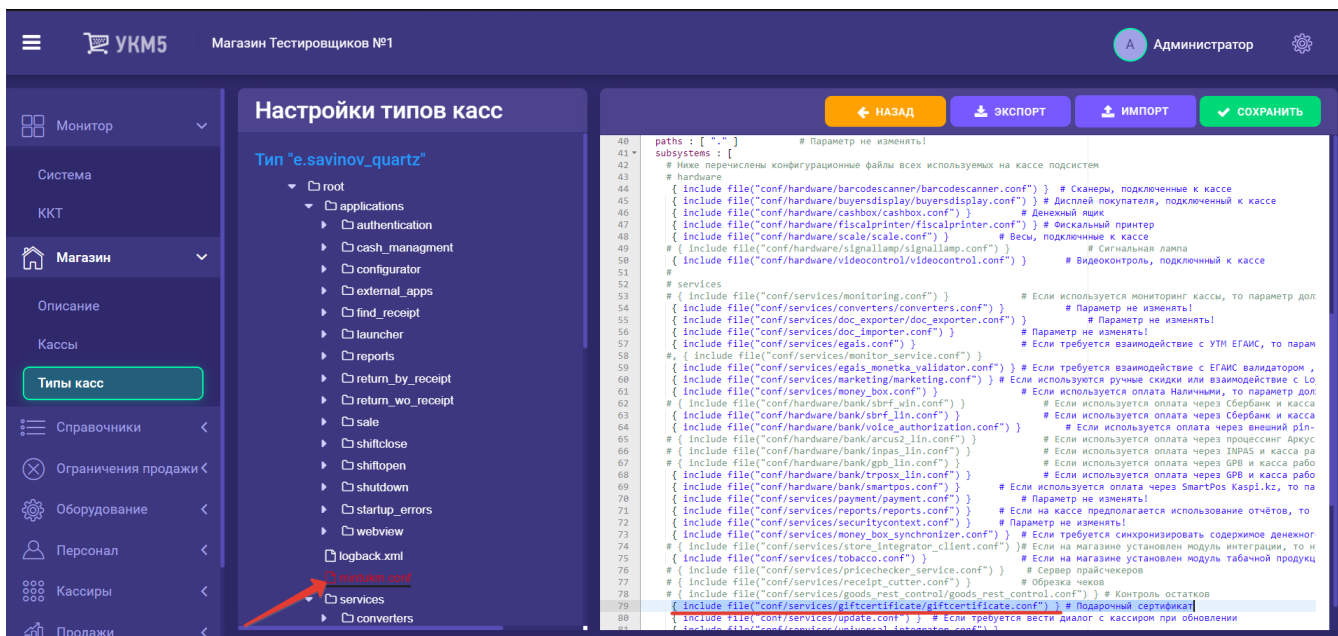 УКМ5
Магазин Тестировщиков №1
А
Администратор
Монитор
Система
ККТ
Магазин
Описание
Кассы
Типы касс
Справочники
Ограничения продажи
Оборудование
Персонал
Кассиры
Продажи
Настройки типов касс
Тип "e.savinov_quartz"
root
applications
authentication
cash_managment
configurator
external_apps
find_receipt
launcher
reports
return_by_receipt
return_wo_receipt
sale
shiftclose
shiftopen
shutdown
startup_errors
webview
logback.xml
services
converters
НАЗАД
ЭКСПОРТ
ИМПОРТ
СОХРАНИТЬ
40 paths : [ "." ] # Параметр не изменять!
41 subsystems : [
42 # Ниже перечислены конфигурационные файлы всех используемых на кассе подсистем
43 # hardware
44 { include file("conf/hardware/barcodescanner/barcodescanner.conf") } # Сканеры, подключенные к кассе
45 { include file("conf/hardware/buyersdisplay/buyersdisplay.conf") } # Дисплей покупателя, подключенный к кассе
46 { include file("conf/hardware/cashbox/cashbox.conf") } # Денежный ящик
47 { include file("conf/hardware/fiscalprinter/fiscalprinter.conf") } # Фискальный принтер
48 { include file("conf/hardware/scale/scale.conf") } # Весы, подключнные к кассе
49 # { include file("conf/hardware/signallamp/signallamp.conf") } # Сигнальная лампа
50 { include file("conf/hardware/videocontrol/videocontrol.conf") } # Видеоконтроль, подключнный к кассе
51 #
52 # services
53 # { include file("conf/services/monitoring.conf") } # Если используется мониторинг кассы, то параметр дол
54 { include file("conf/services/converters/converters.conf") } # Параметр не изменять!
55 { include file("conf/services/doc_exporter/doc_exporter.conf") } # Параметр не изменять!
56 { include file("conf/services/doc_importer.conf") } # Параметр не изменять!
57 { include file("conf/services/egais.conf") } # Если требуется взаимодействие с УТМ ЕГАИС, то парам
58 #, { include file("conf/services/monitor_service.conf") }
59 { include file("conf/services/egais_monetka_validator.conf") } # Если требуется взаимодействие с ЕГАИС валидатором ,
60 { include file("conf/services/marketing/marketing.conf") } # Если используются ручные скидки или взаимодействие с Lo
61 { include file("conf/services/money_box.conf") } # Если используется оплата Наличными, то параметр дол
62 # { include file("conf/hardware/bank/sbrf_win.conf") } # Если используется оплата через Сбербанк и касса
63 { include file("conf/hardware/bank/sbrf_lin.conf") } # Если используется оплата через Сбербанк и касса
64 { include file("conf/hardware/bank/voice_authorization.conf") } # Если используется оплата через внешний pin-
65 # { include file("conf/hardware/bank/arcus2_lin.conf") } # Если используется оплата через процессинг Аркус
66 # { include file("conf/hardware/bank/inpas_lin.conf") } # Если используется оплата через INPAS и касса ра
67 # { include file("conf/hardware/bank/gpb_lin.conf") } # Если используется оплата через GPB и касса рабо
68 { include file("conf/hardware/bank/trposx_lin.conf") } # Если используется оплата через GPB и касса рабо
69 { include file("conf/hardware/bank/smartpos.conf") } # Если используется оплата через SmartPos Kaspi.kz, то па
70 { include file("conf/services/payment/payment.conf") } # Параметр не изменять!
71 { include file("conf/services/reports/reports.conf") } # Если на кассе предполагается использование отчётов, то
72 { include file("conf/services/securitycontext.conf") } # Параметр не изменять!
73 { include file("conf/services/money_box_synchronizer.conf") } # Если требуется синхронизировать содержимое денежног
74 # { include file("conf/services/store_integrator_client.conf") }# Если на магазине установлен модуль интеграции, то н
75 { include file("conf/services/tobacco.conf") } # Если на магазине установлен модуль табачной продукц
76 # { include file("conf/services/pricechecker_service.conf") } # Сервер прайсчекеров
77 # { include file("conf/services/receipt_cutter.conf") } # Обрезка чеков
78 # { include file("conf/services/goods_rest_control/goods_rest_control.conf") } # Контроль остатков
79 { include file("conf/services/giftcertificate/giftcertificate.conf") } # Подарочный сертификат
80 { include file("conf/services/update.conf") } # Если требуется вести диалог с кассиром при обновлении